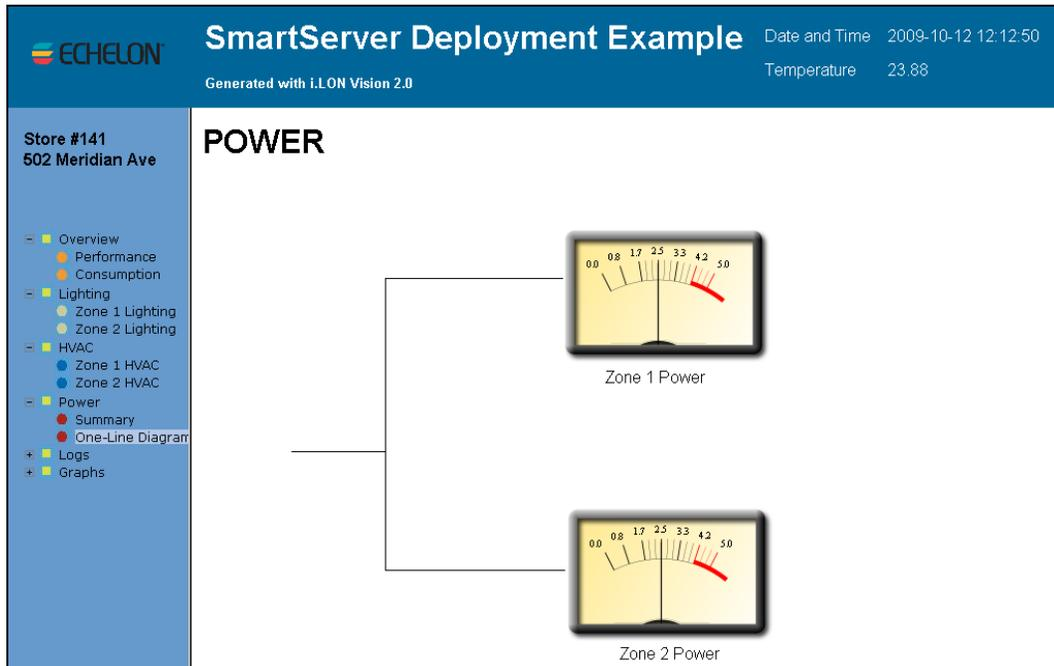 ECHELON
SmartServer Deployment Example
Generated with i.LON Vision 2.0
Date and Time 2009-10-12 12:12:50
Temperature 23.88
Store #141
502 Meridian Ave
Overview
Performance
Consumption
Lighting
Zone 1 Lighting
Zone 2 Lighting
HVAC
Zone 1 HVAC
Zone 2 HVAC
Power
Summary
One-Line Diagram
Logs
Graphs
POWER
0.0 0.8 1.7 2.5 3.3 4.2 5.0
Zone 1 Power
0.0 0.8 1.7 2.5 3.3 4.2 5.0
Zone 2 Power